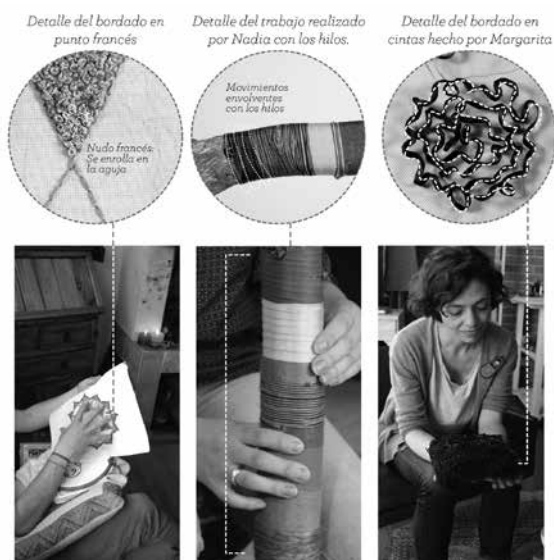 Detalle del bordado en
punto francés
Detalle del trabajo realizado
por Nadia con los hilos.
Detalle del bordado en
cintas hecho por Margarita
Nudo francés:
Se enrolla en
la aguja
Movimientos
envolventes
con los hilos